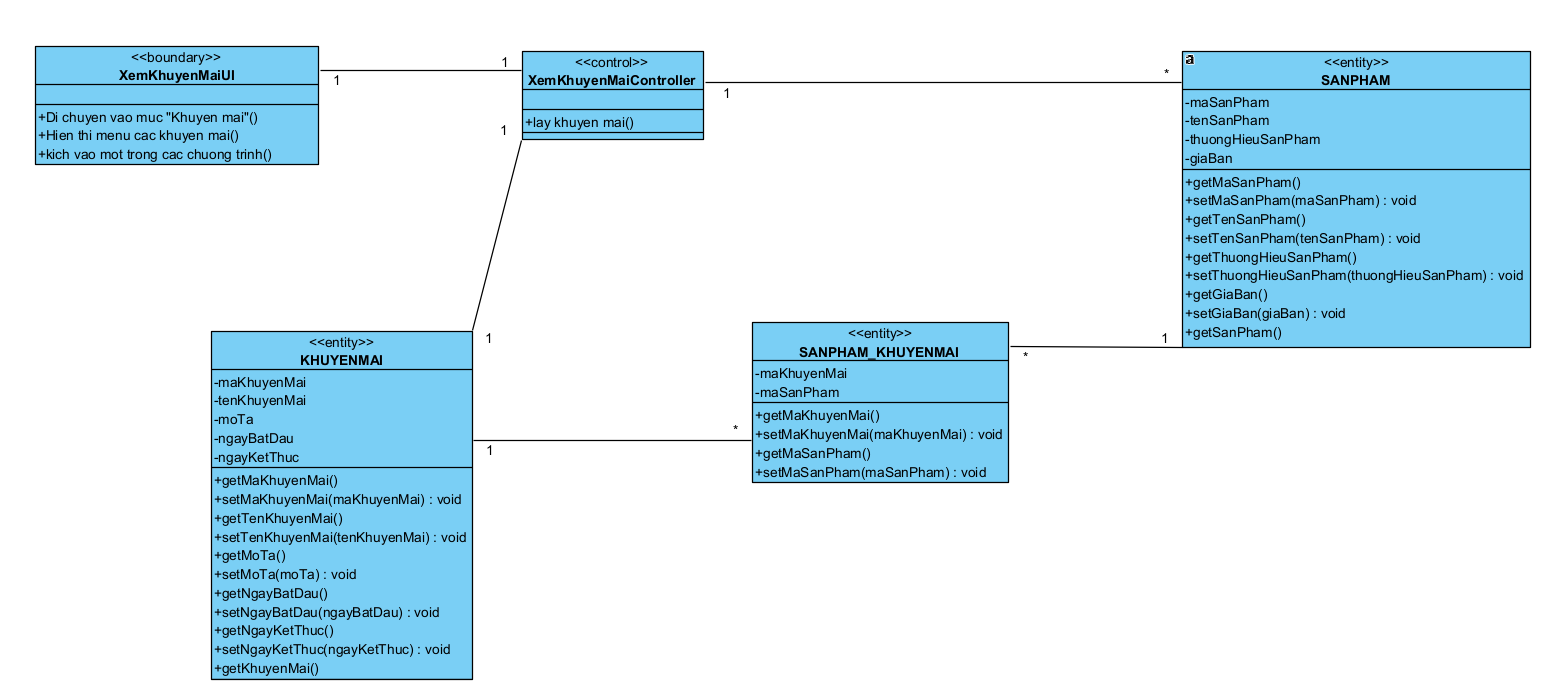 <<boundary>>
XemKhuyenMaiUI
+Di chuyen vao muc "Khuyen mai"()
+Hien thi menu cac khuyen mai()
+kich vao mot trong cac chuong trinh()
1
1
<<control>>
XemKhuyenMaiController
+lay khuyen mai()
1
*
1
1
a
<<entity>>
SANPHAM
-maSanPham
-tenSanPham
-thuongHieuSanPham
-giaBan
+getMaSanPham()
+setMaSanPham(maSanPham) : void
+getTenSanPham()
+setTenSanPham(tenSanPham) : void
+getThuongHieuSanPham()
+setThuongHieuSanPham(thuongHieuSanPham) : void
+getGiaBan()
+setGiaBan(giaBan) : void
+getSanPham()
<<entity>>
KHUYENMAI
-maKhuyenMai
-tenKhuyenMai
-moTa
-ngayBatDau
-ngayKetThuc
+getMaKhuyenMai()
+setMaKhuyenMai(maKhuyenMai) : void
+getTenKhuyenMai()
+setTenKhuyenMai(tenKhuyenMai) : void
+getMoTa()
+setMoTa(moTa) : void
+getNgayBatDau()
+setNgayBatDau(ngayBatDau) : void
+getNgayKetThuc()
+setNgayKetThuc(ngayKetThuc) : void
+getKhuyenMai()
1
*
<<entity>>
SANPHAM_KHUYENMAI
-maKhuyenMai
-maSanPham
+getMaKhuyenMai()
+setMaKhuyenMai(maKhuyenMai) : void
+getMaSanPham()
+setMaSanPham(maSanPham) : void
*
1